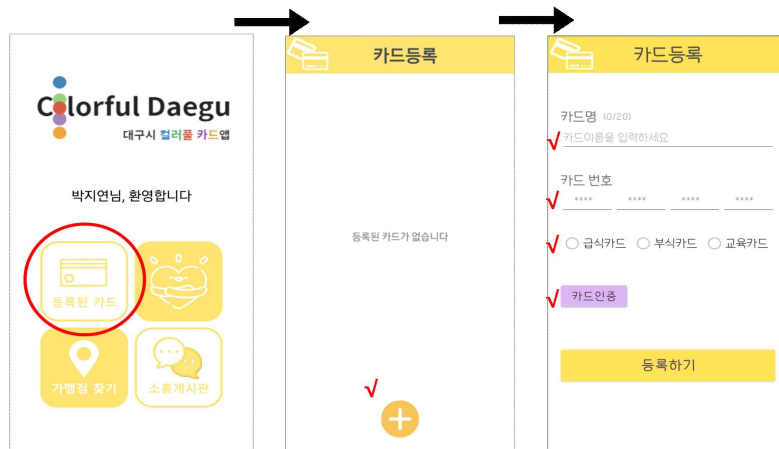 Colorful Daegu
대구시 컬러풀 카드앱
박지연님, 환영합니다
등록된 카드
가맹점 찾기
소통게시판
카드등록
등록된 카드가 없습니다
카드등록
카드명 (0/20)
카드이름을 입력하세요
카드 번호
**** **** **** ****
급식카드 부식카드 교육카드
카드인증
등록하기